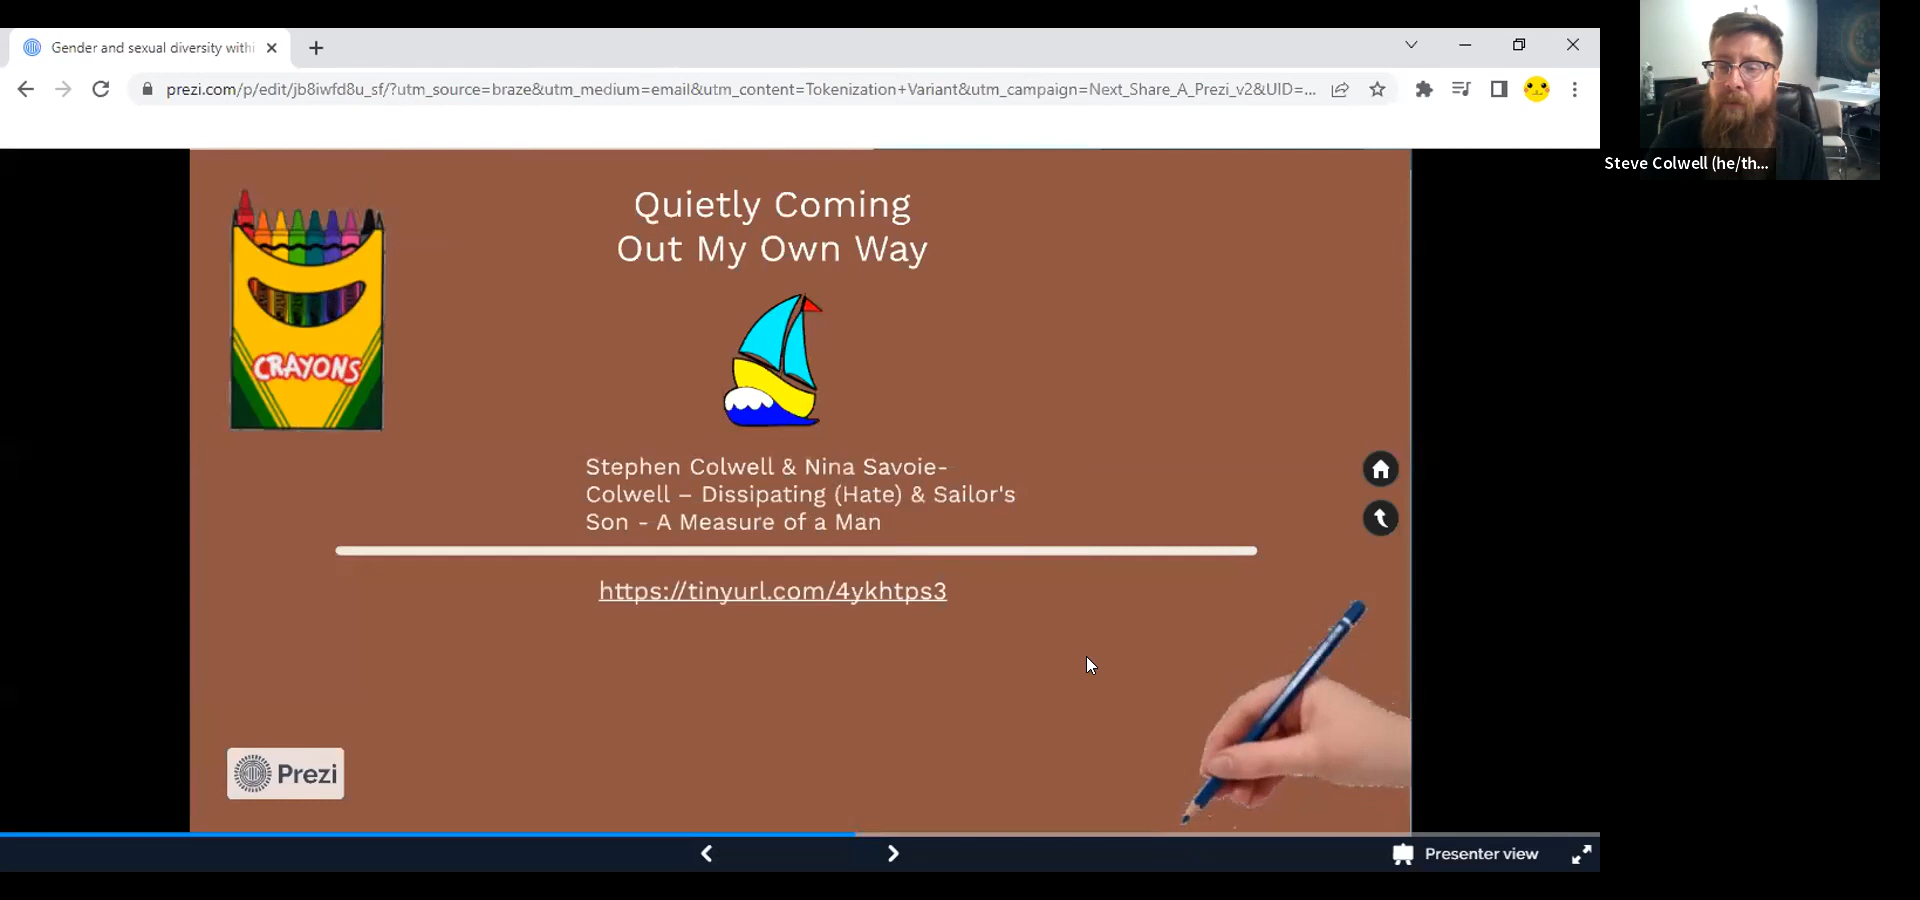 Gender and sexual diversity withi
prezi.com/p/edit/jb8iwfd8u_sf/?utm_source=braze&utm_medium=email&utm_content=Tokenization+Variant&utm_campaign=Next_Share_A_Prezi_v2&UID=...
Steve Colwell (he/th...
Quietly Coming
Out My Own Way
CRAYONS
Stephen Colwell & Nina Savoie-
Colwell – Dissipating (Hate) & Sailor's
Son - A Measure of a Man
https://tinyurl.com/4ykhtps3
Prezi
Presenter view